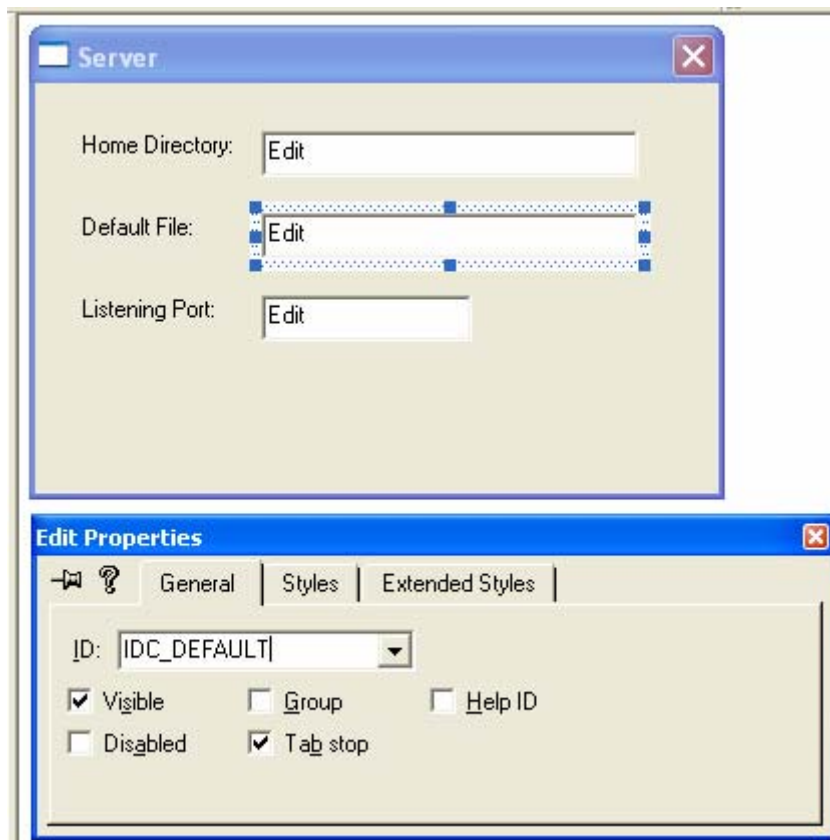 Server
Home Directory: Edit
Default File: Edit
Listening Port: Edit
Edit Properties
General Styles Extended Styles
ID: IDC_DEFAULT
Visible Group Help ID
Disabled Tab stop